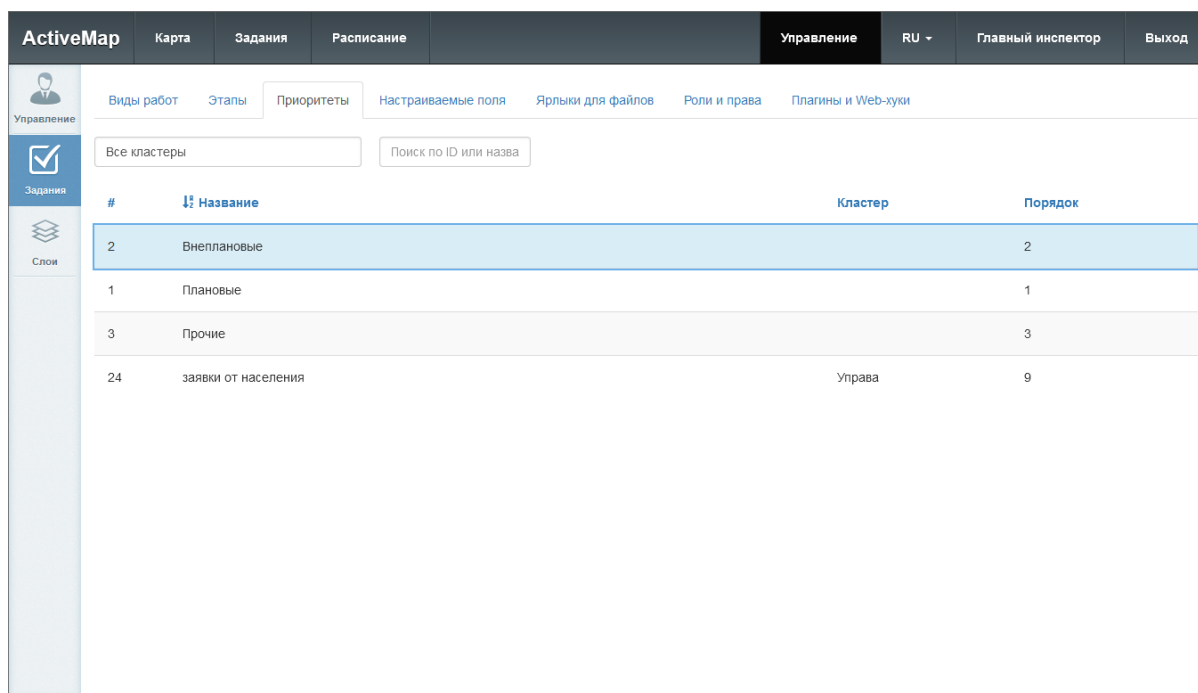 ActiveMap Карта Задания Расписание Управление RU Главный инспектор Выход
Управление
Задания
Слои
Виды работ Этапы Приоритеты Настраиваемые поля Ярлыки для файлов Роли и права Плагины и Web-хуки
Все кластеры Поиск по ID или назва
# Название Кластер Порядок
2 Внеплановые 2
1 Плановые 1
3 Прочие 3
24 заявки от населения Управа 9